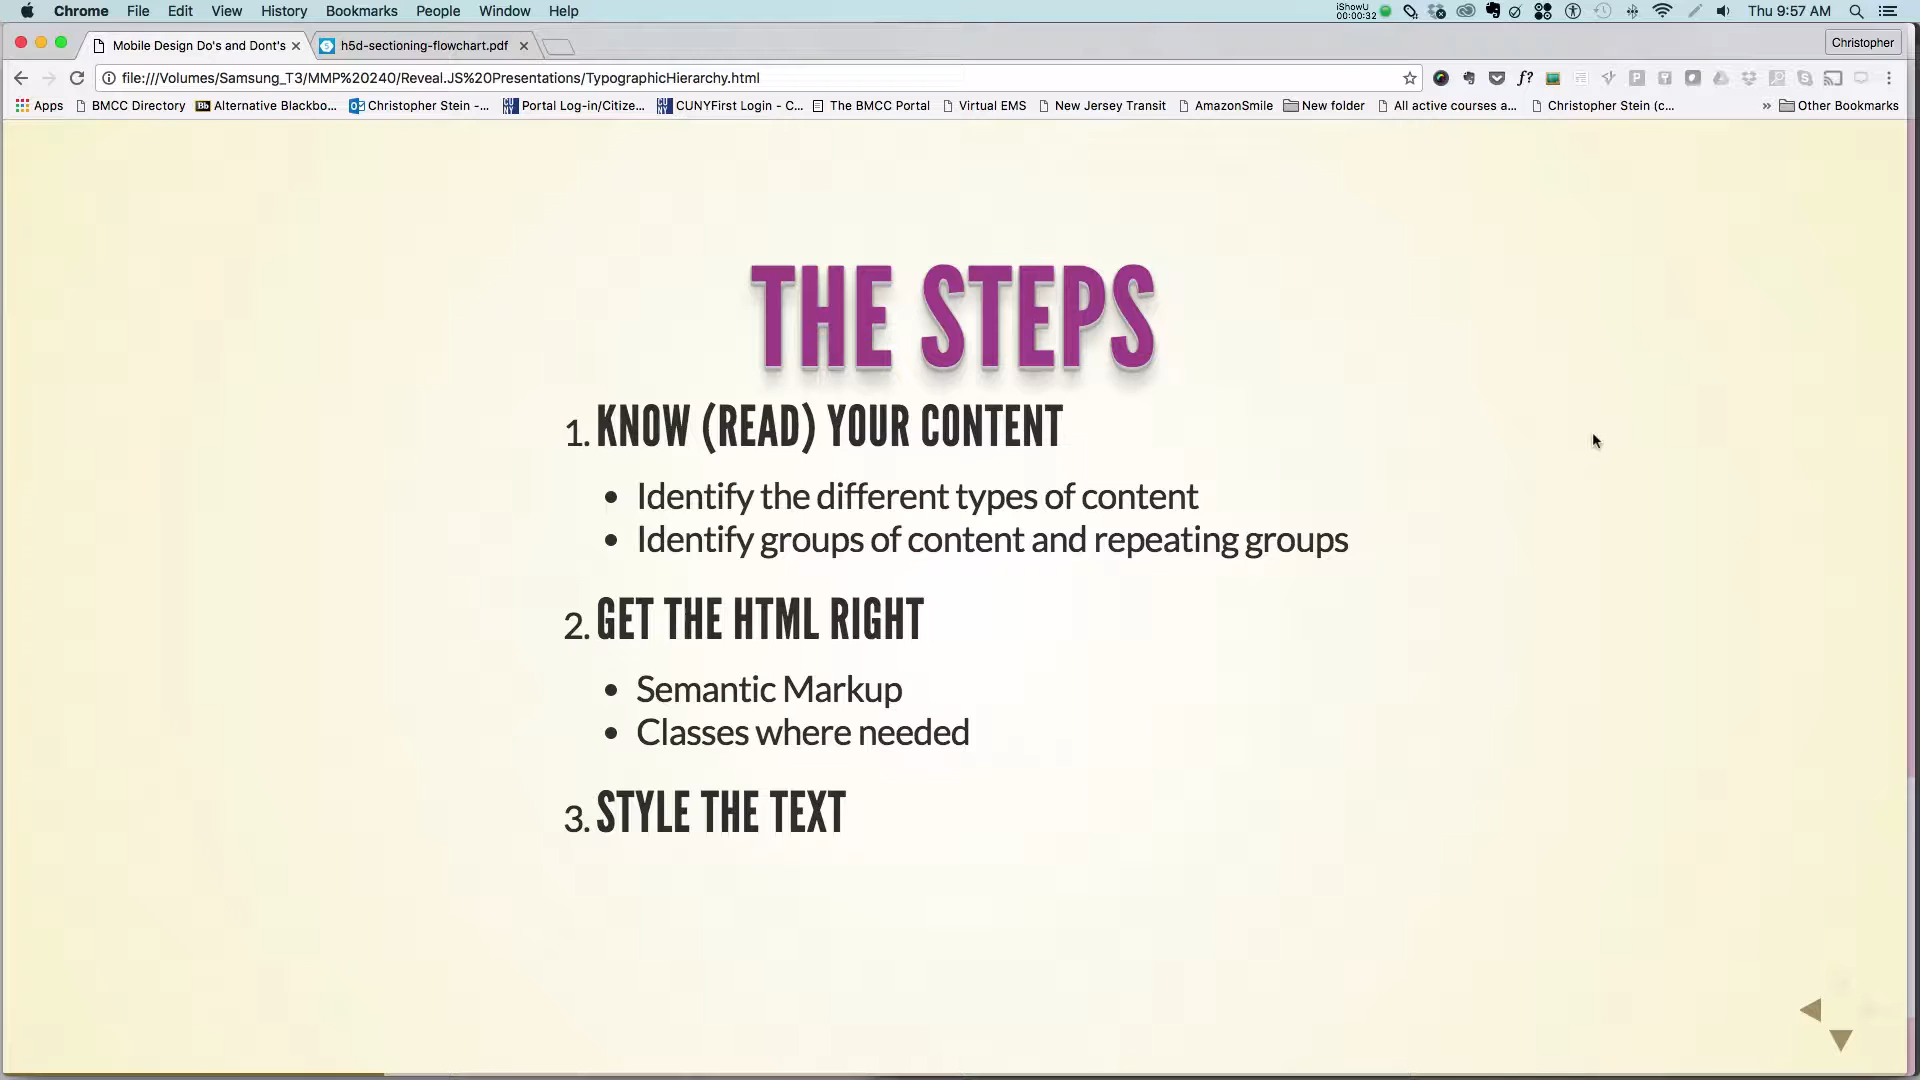 Chrome File Edit View History Bookmarks People Window Help iShowU 00:00:32 Thu 9:57 AM
Mobile Design Do's and Dont's h5d-sectioning-flowchart.pdf Christopher
file:///Volumes/Samsung_T3/MMP%20240/Reveal.JS%20Presentations/TypographicHierarchy.html f?
Apps BMCC Directory Bb Alternative Blackbo... Christopher Stein -... Portal Log-in/Citize... CUNYFirst Login - C... The BMCC Portal Virtual EMS New Jersey Transit AmazonSmile New folder All active courses a... Christopher Stein (c... » Other Bookmarks
THE STEPS
1. KNOW (READ) YOUR CONTENT
• Identify the different types of content
• Identify groups of content and repeating groups
2. GET THE HTML RIGHT
• Semantic Markup
• Classes where needed
3. STYLE THE TEXT